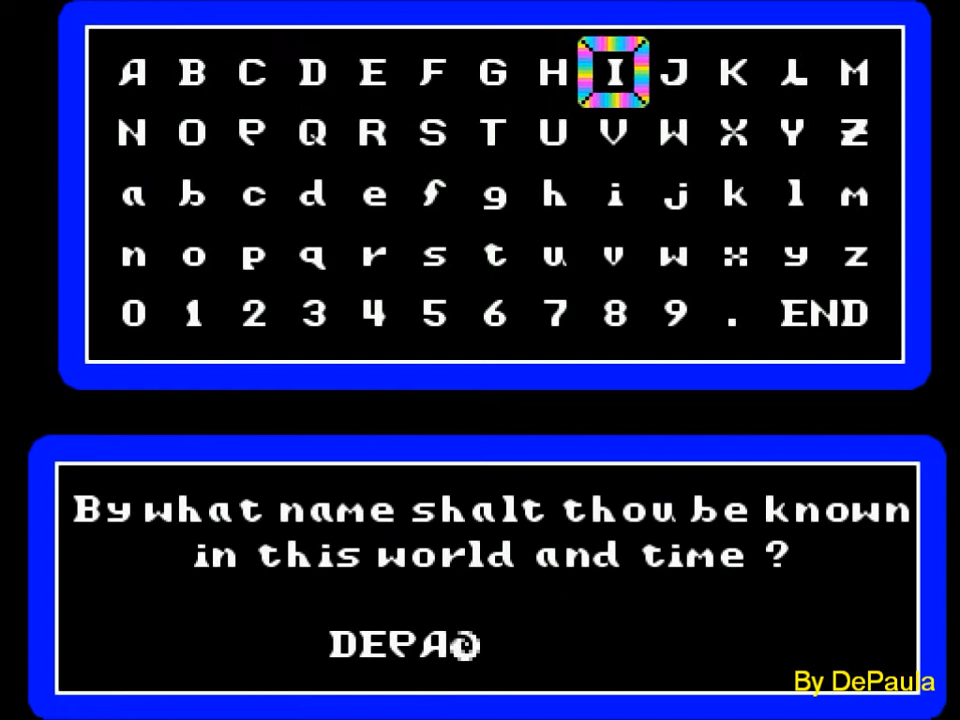 A B C D E F G H I J K L M
N O P Q R S T U V W X Y Z
a b c d e f g h i j k l m
n o p q r s t u v w x y z
0 1 2 3 4 5 6 7 8 9 . END
By what name shalt thou be known
in this world and time ?
DEPA
By DePaula